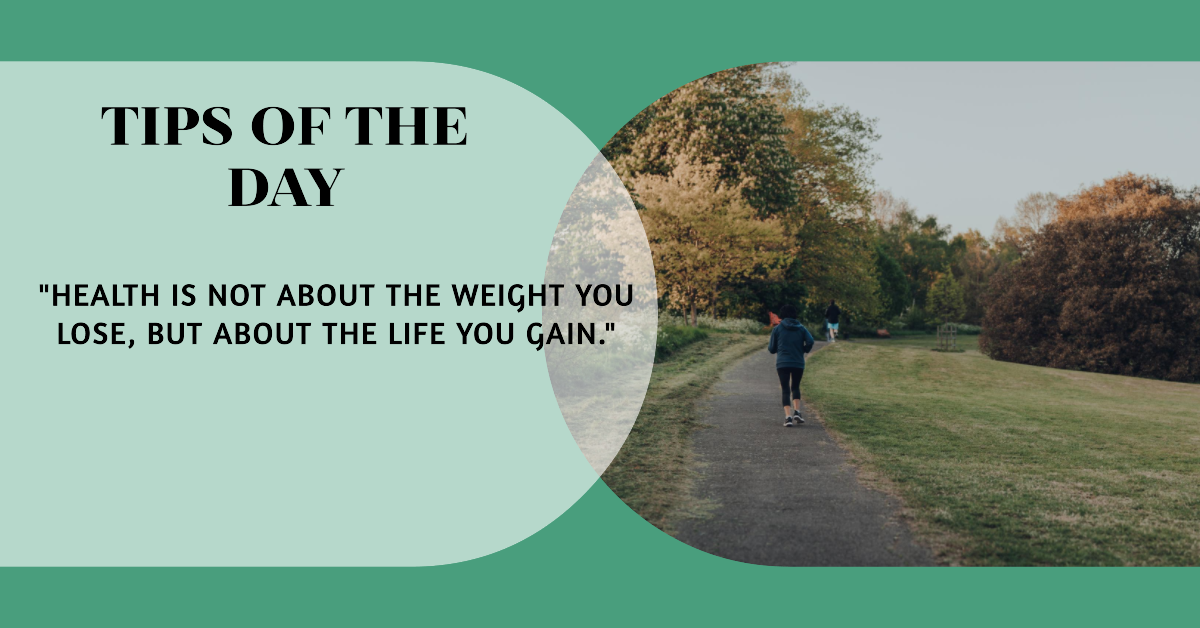 TIPS OF THE
DAY
"HEALTH IS NOT ABOUT THE WEIGHT YOU
LOSE, BUT ABOUT THE LIFE YOU GAIN."